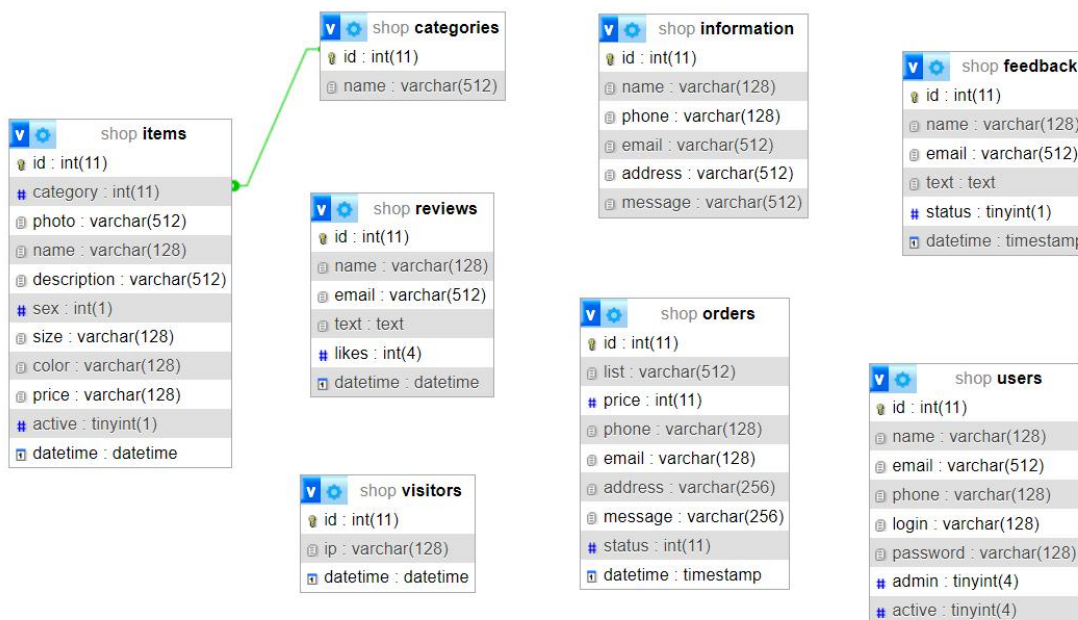 shop categories
id : int(11)
name : varchar(512)
shop information
id : int(11)
name : varchar(128)
phone : varchar(128)
email : varchar(512)
address : varchar(512)
message : varchar(512)
shop feedback
id : int(11)
name : varchar(128)
email : varchar(512)
text : text
status : tinyint(1)
datetime : timestamp
shop items
id : int(11)
category : int(11)
photo : varchar(512)
name : varchar(128)
description : varchar(512)
sex : int(1)
size : varchar(128)
color : varchar(128)
price : varchar(128)
active : tinyint(1)
datetime : datetime
shop reviews
id : int(11)
name : varchar(128)
email : varchar(512)
text : text
likes : int(4)
datetime : datetime
shop orders
id : int(11)
list : varchar(512)
price : int(11)
phone : varchar(128)
email : varchar(128)
address : varchar(256)
message : varchar(256)
status : int(11)
datetime : timestamp
shop users
id : int(11)
name : varchar(128)
email : varchar(512)
phone : varchar(128)
login : varchar(128)
password : varchar(128)
admin : tinyint(4)
active : tinyint(4)
shop visitors
id : int(11)
ip : varchar(128)
datetime : datetime